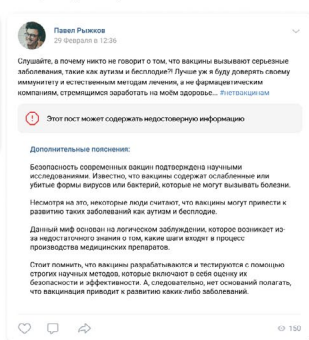 Павел Рыжков
29 Февраля в 12:36
Слушайте, а почему никто не говорит о том, что вакцины вызывают серьезные
заболевания, такие как аутизм и бесплодие?! Лучше уж я буду доверять своему
иммунитету и естественным методам лечения, а не фармацевтическим
компаниям, стремящимся заработать на моём здоровье... #нетвакцинам
Этот пост может содержать недостоверную информацию
Дополнительные пояснения:
Безопасность современных вакцин подтверждена научными
исследованиями. Известно, что вакцины содержат ослабленные или
убитые формы вирусов или бактерий, которые не могут вызывать болезни.
Несмотря на это, некоторые люди считают, что вакцины могут привести к
развитию таких заболеваний как аутизм и бесплодие.
Данный миф основан на логическом заблуждении, которое возникает из-
за недостаточного знания о том, какие шаги входят в процесс
производства медицинских препаратов.
Стоит помнить, что вакцины разрабатываются и тестируются с помощью
строгих научных методов, которые включают в себя оценку их
безопасности и эффективности. А, следовательно, нет оснований полагать,
что вакцинация приводит к развитию каких-либо заболеваний.
150